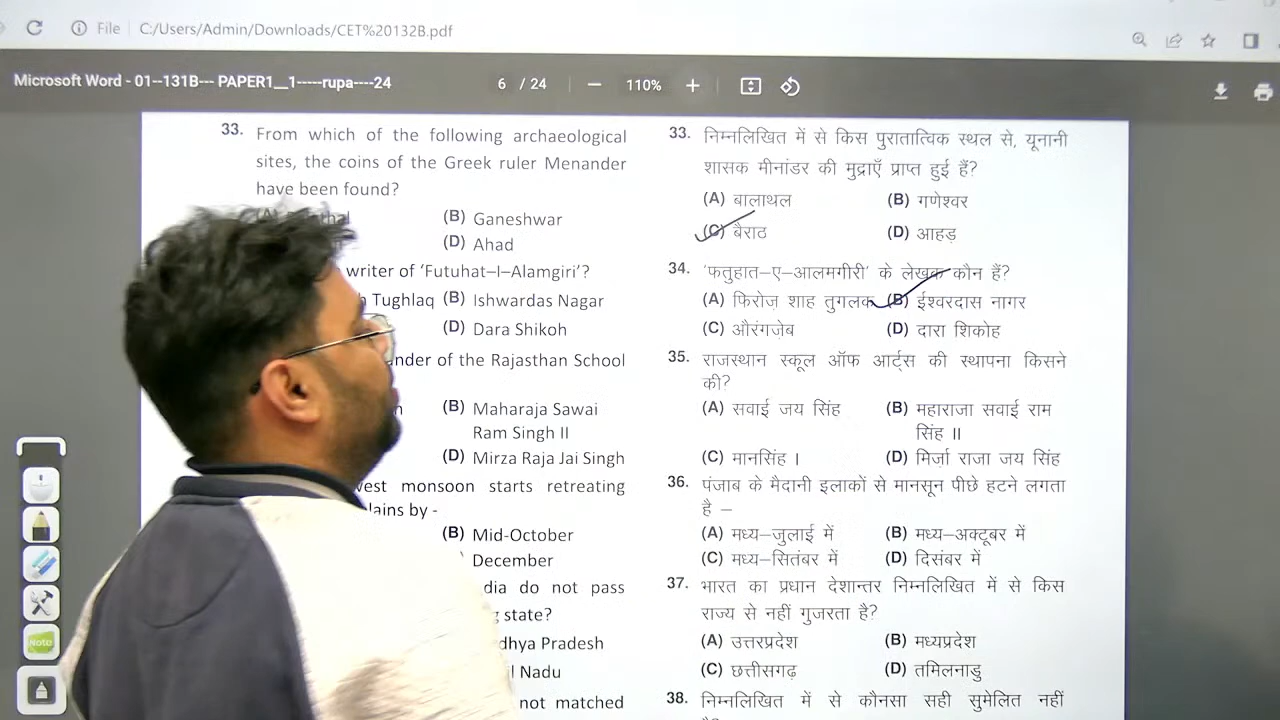 File C:/Users/Admin/Downloads/CET%20132B.pdf
Microsoft Word - 01--131B--- PAPER1__1-----rupa----24
6 / 24
110%
33. From which of the following archaeological
sites, the coins of the Greek ruler Menander
have been found?
(B) Ganeshwar
(D) Ahad
writer of ‘Futuhat–I–Alamgiri’?
Tughlaq (B) Ishwardas Nagar
(D) Dara Shikoh
of the Rajasthan School
(B) Maharaja Sawai
Ram Singh II
(D) Mirza Raja Jai Singh
monsoon starts retreating
by -
(B) Mid-October
December
do not pass
state?
Pradesh
Nadu
not matched
33. निम्नलिखित में से किस पुरातात्विक स्थल से, यूनानी
शासक मीनांडर की मुद्राएँ प्राप्त हुई हैं?
(A) बालाथल (B) गणेश्वर
(C) बैराठ (D) आहड़
34. ‘फतुहात–ए–आलमगीरी’ के लेखक कौन हैं?
(A) फिरोज़ शाह तुगलक (B) ईश्वरदास नागर
(C) औरंगज़ेब (D) दारा शिकोह
35. राजस्थान स्कूल ऑफ आर्ट्स की स्थापना किसने
की?
(A) सवाई जय सिंह (B) महाराजा सवाई राम
सिंह II
(C) मानसिंह I (D) मिर्ज़ा राजा जय सिंह
36. पंजाब के मैदानी इलाकों से मानसून पीछे हटने लगता
है –
(A) मध्य–जुलाई में (B) मध्य–अक्टूबर में
(C) मध्य–सितंबर में (D) दिसंबर में
37. भारत का प्रधान देशान्तर निम्नलिखित में से किस
राज्य से नहीं गुजरता है?
(A) उत्तरप्रदेश (B) मध्यप्रदेश
(C) छत्तीसगढ़ (D) तमिलनाडु
38. निम्नलिखित में से कौनसा सही सुमेलित नहीं
Note